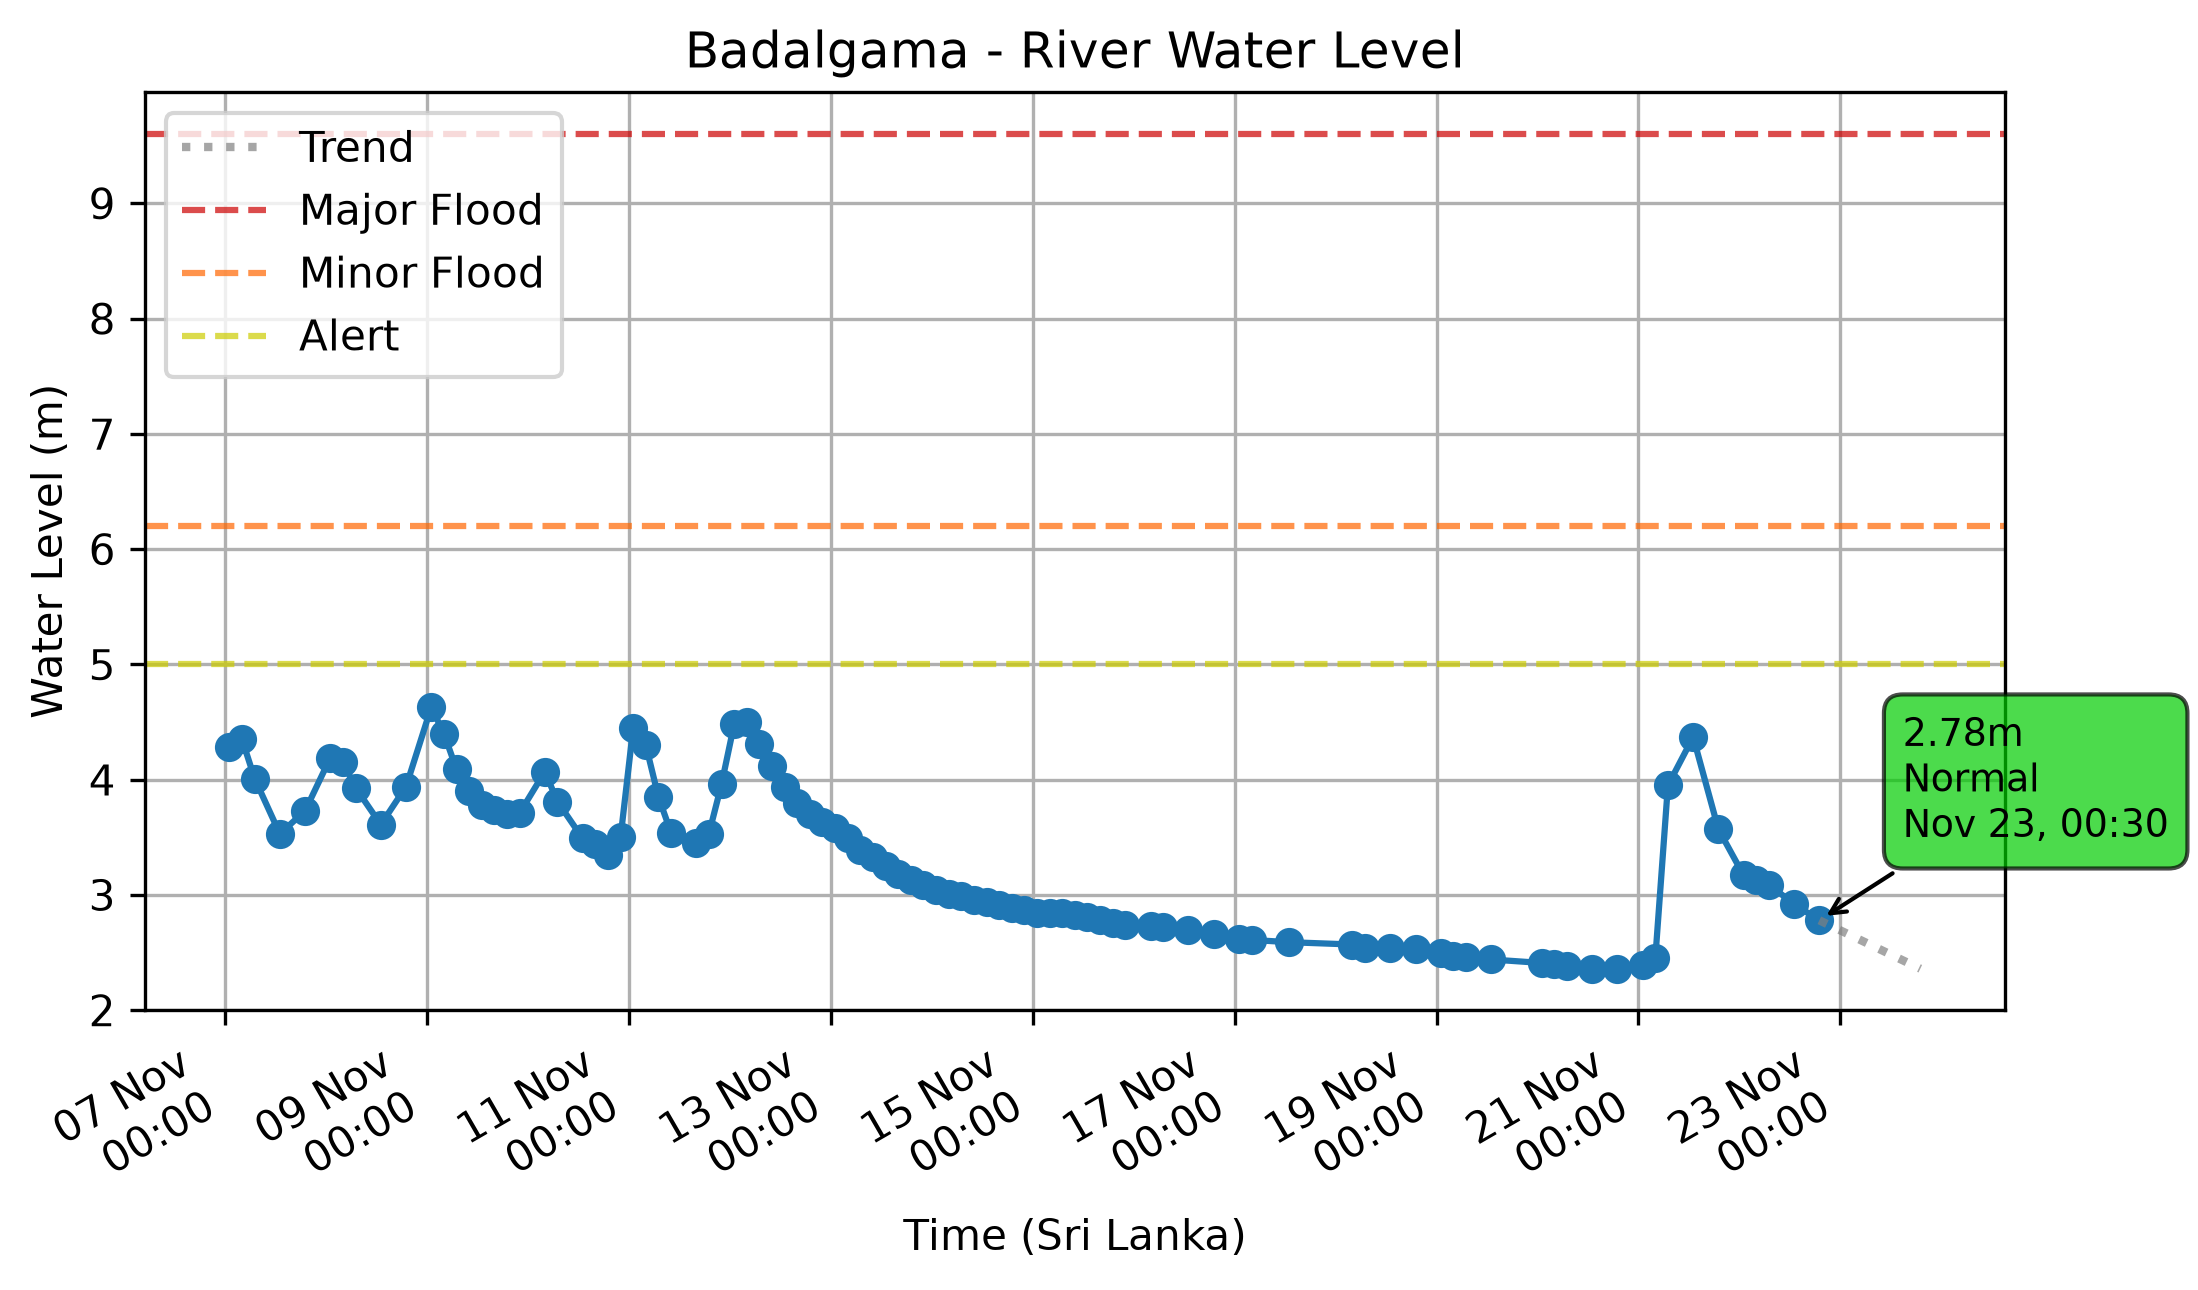 Badalgama - River Water Level
Trend
Major Flood
Minor Flood
Alert
9
8
7
6
5
4
3
2
Water Level (m)
2.78m
Normal
Nov 23, 00:30
07 Nov
00:00
09 Nov
00:00
11 Nov
00:00
13 Nov
00:00
15 Nov
00:00
17 Nov
00:00
19 Nov
00:00
21 Nov
00:00
23 Nov
00:00
Time (Sri Lanka)